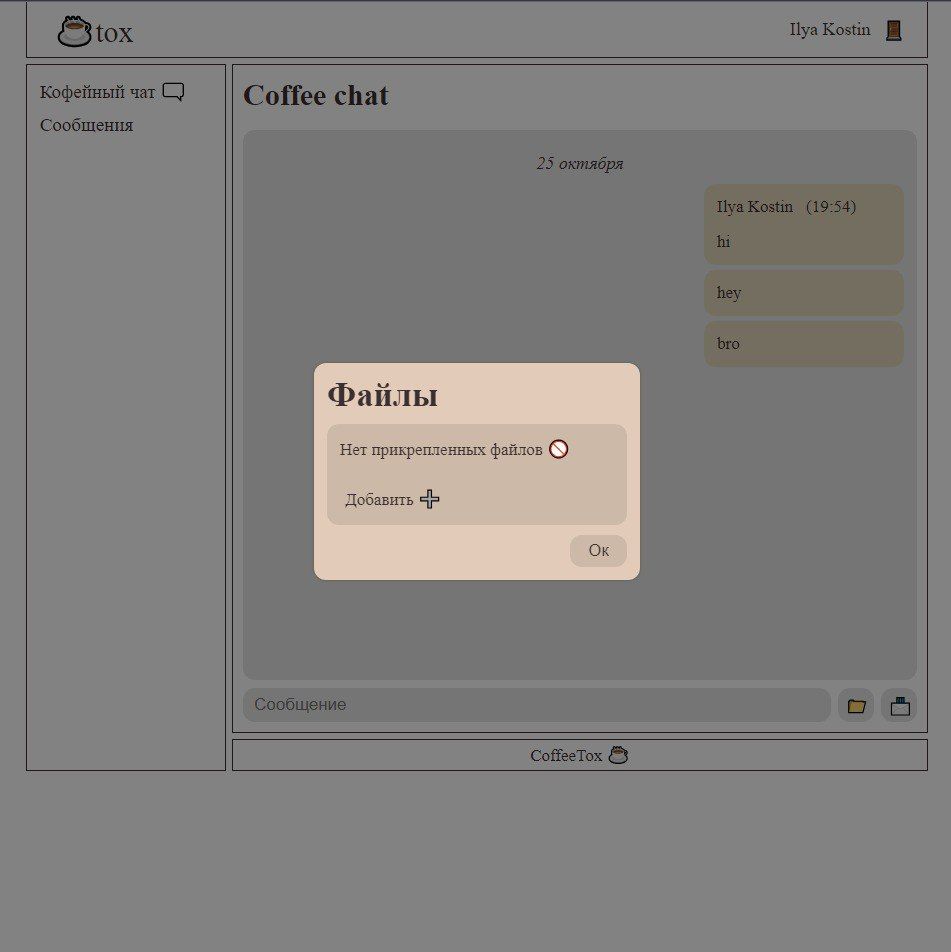 tox
Ilya Kostin
Кофейный чат
Сообщения
Coffee chat
25 октября
Ilya Kostin (19:54)
hi
hey
bro
Файлы
Нет прикрепленных файлов
Добавить
Ок
Сообщение
CoffeeTox